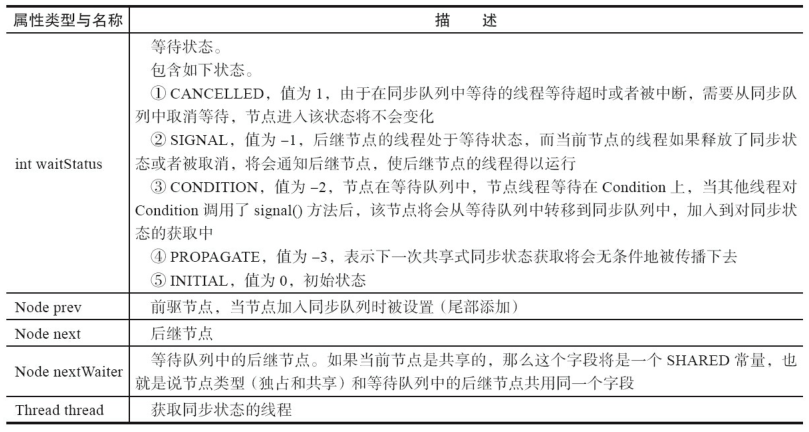 属性类型与名称 描 述
等待状态。
包含如下状态。
① CANCELLED，值为 1，由于在同步队列中等待的线程等待超时或者被中断，需要从同步队
列中取消等待，节点进入该状态将不会变化
② SIGNAL，值为 –1，后继节点的线程处于等待状态，而当前节点的线程如果释放了同步状
int waitStatus 态或者被取消，将会通知后继节点，使后继节点的线程得以运行
③ CONDITION，值为 –2，节点在等待队列中，节点线程等待在 Condition 上，当其他线程对
Condition 调用了 signal() 方法后，该节点将会从等待队列中转移到同步队列中，加入到对同步状
态的获取中
④ PROPAGATE，值为 –3，表示下一次共享式同步状态获取将会无条件地被传播下去
⑤ INITIAL，值为 0，初始状态
Node prev 前驱节点，当节点加入同步队列时被设置（尾部添加）
Node next 后继节点
Node nextWaiter 等待队列中的后继节点。如果当前节点是共享的，那么这个字段将是一个 SHARED 常量，也
就是说节点类型（独占和共享）和等待队列中的后继节点共用同一个字段
Thread thread 获取同步状态的线程